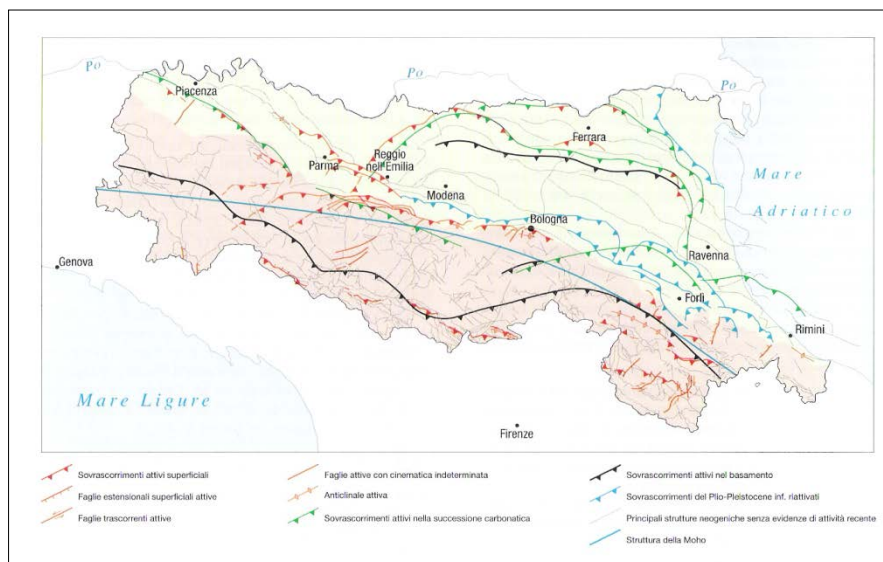 Po
Po
Po
Piacenza
Ferrara
Parma
Reggio
nell'Emilia
Modena
Mare
Adriatico
Bologna
Ravenna
Genova
Forlì
Rimini
Mare Ligure
Firenze
Sovrascorrimenti attivi superficiali
Faglie estensionali superficiali attive
Faglie trascorrenti attive
Faglie attive con cinematica indeterminata
Anticlinale attiva
Sovrascorrimenti attivi nella successione carbonatica
Sovrascorrimenti attivi nel basamento
Sovrascorrimenti del Plio-Pleistocene inf. riattivati
Principali strutture neogeniche senza evidenze di attività recente
Struttura della Moho